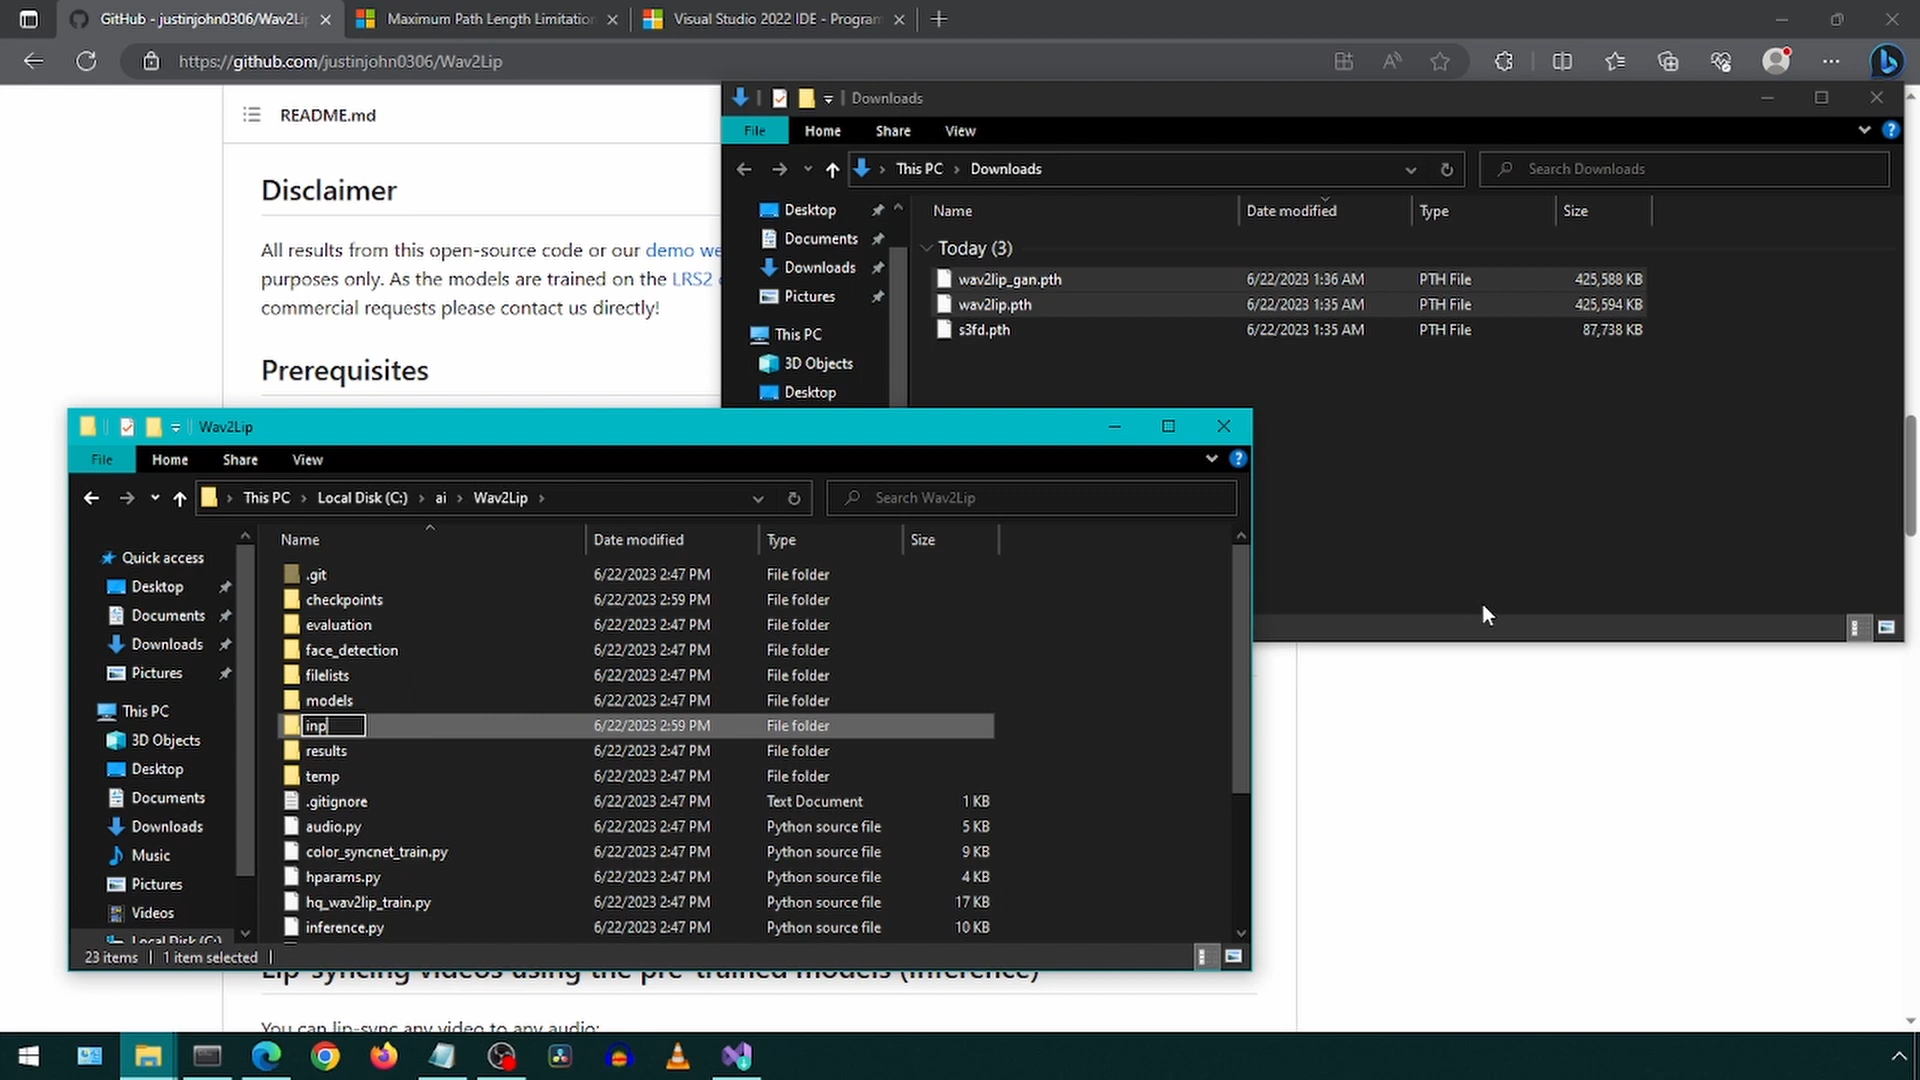 GitHub - justinjohn0306/Wav2Lip
Maximum Path Length Limitation
Visual Studio 2022 IDE - Program
https://github.com/justinjohn0306/Wav2Lip
README.md
Disclaimer
All results from this open-source code or our demo we
purposes only. As the models are trained on the LRS2
commercial requests please contact us directly!
Prerequisites
Downloads
File Home Share View
This PC > Downloads
Search Downloads
Name Date modified Type Size
Desktop
Documents
Downloads
Pictures
This PC
3D Objects
Desktop
Today (3)
wav2lip_gan.pth 6/22/2023 1:36 AM PTH File 425,588 KB
wav2lip.pth 6/22/2023 1:35 AM PTH File 425,594 KB
s3fd.pth 6/22/2023 1:35 AM PTH File 87,738 KB
Wav2Lip
File Home Share View
This PC > Local Disk (C:) > ai > Wav2Lip >
Search Wav2Lip
Name Date modified Type Size
Quick access
Desktop
Documents
Downloads
Pictures
This PC
3D Objects
Desktop
Documents
Downloads
Music
Pictures
Videos
Local Disk (C:)
.git 6/22/2023 2:47 PM File folder
checkpoints 6/22/2023 2:59 PM File folder
evaluation 6/22/2023 2:47 PM File folder
face_detection 6/22/2023 2:47 PM File folder
filelists 6/22/2023 2:47 PM File folder
models 6/22/2023 2:47 PM File folder
inp 6/22/2023 2:59 PM File folder
results 6/22/2023 2:47 PM File folder
temp 6/22/2023 2:47 PM File folder
.gitignore 6/22/2023 2:47 PM Text Document 1 KB
audio.py 6/22/2023 2:47 PM Python source file 5 KB
color_syncnet_train.py 6/22/2023 2:47 PM Python source file 9 KB
hparams.py 6/22/2023 2:47 PM Python source file 4 KB
hq_wav2lip_train.py 6/22/2023 2:47 PM Python source file 17 KB
inference.py 6/22/2023 2:47 PM Python source file 10 KB
23 items 1 item selected
Lip-syncing videos using the pre-trained models (Inference)
You can lip-sync any video to any audio: